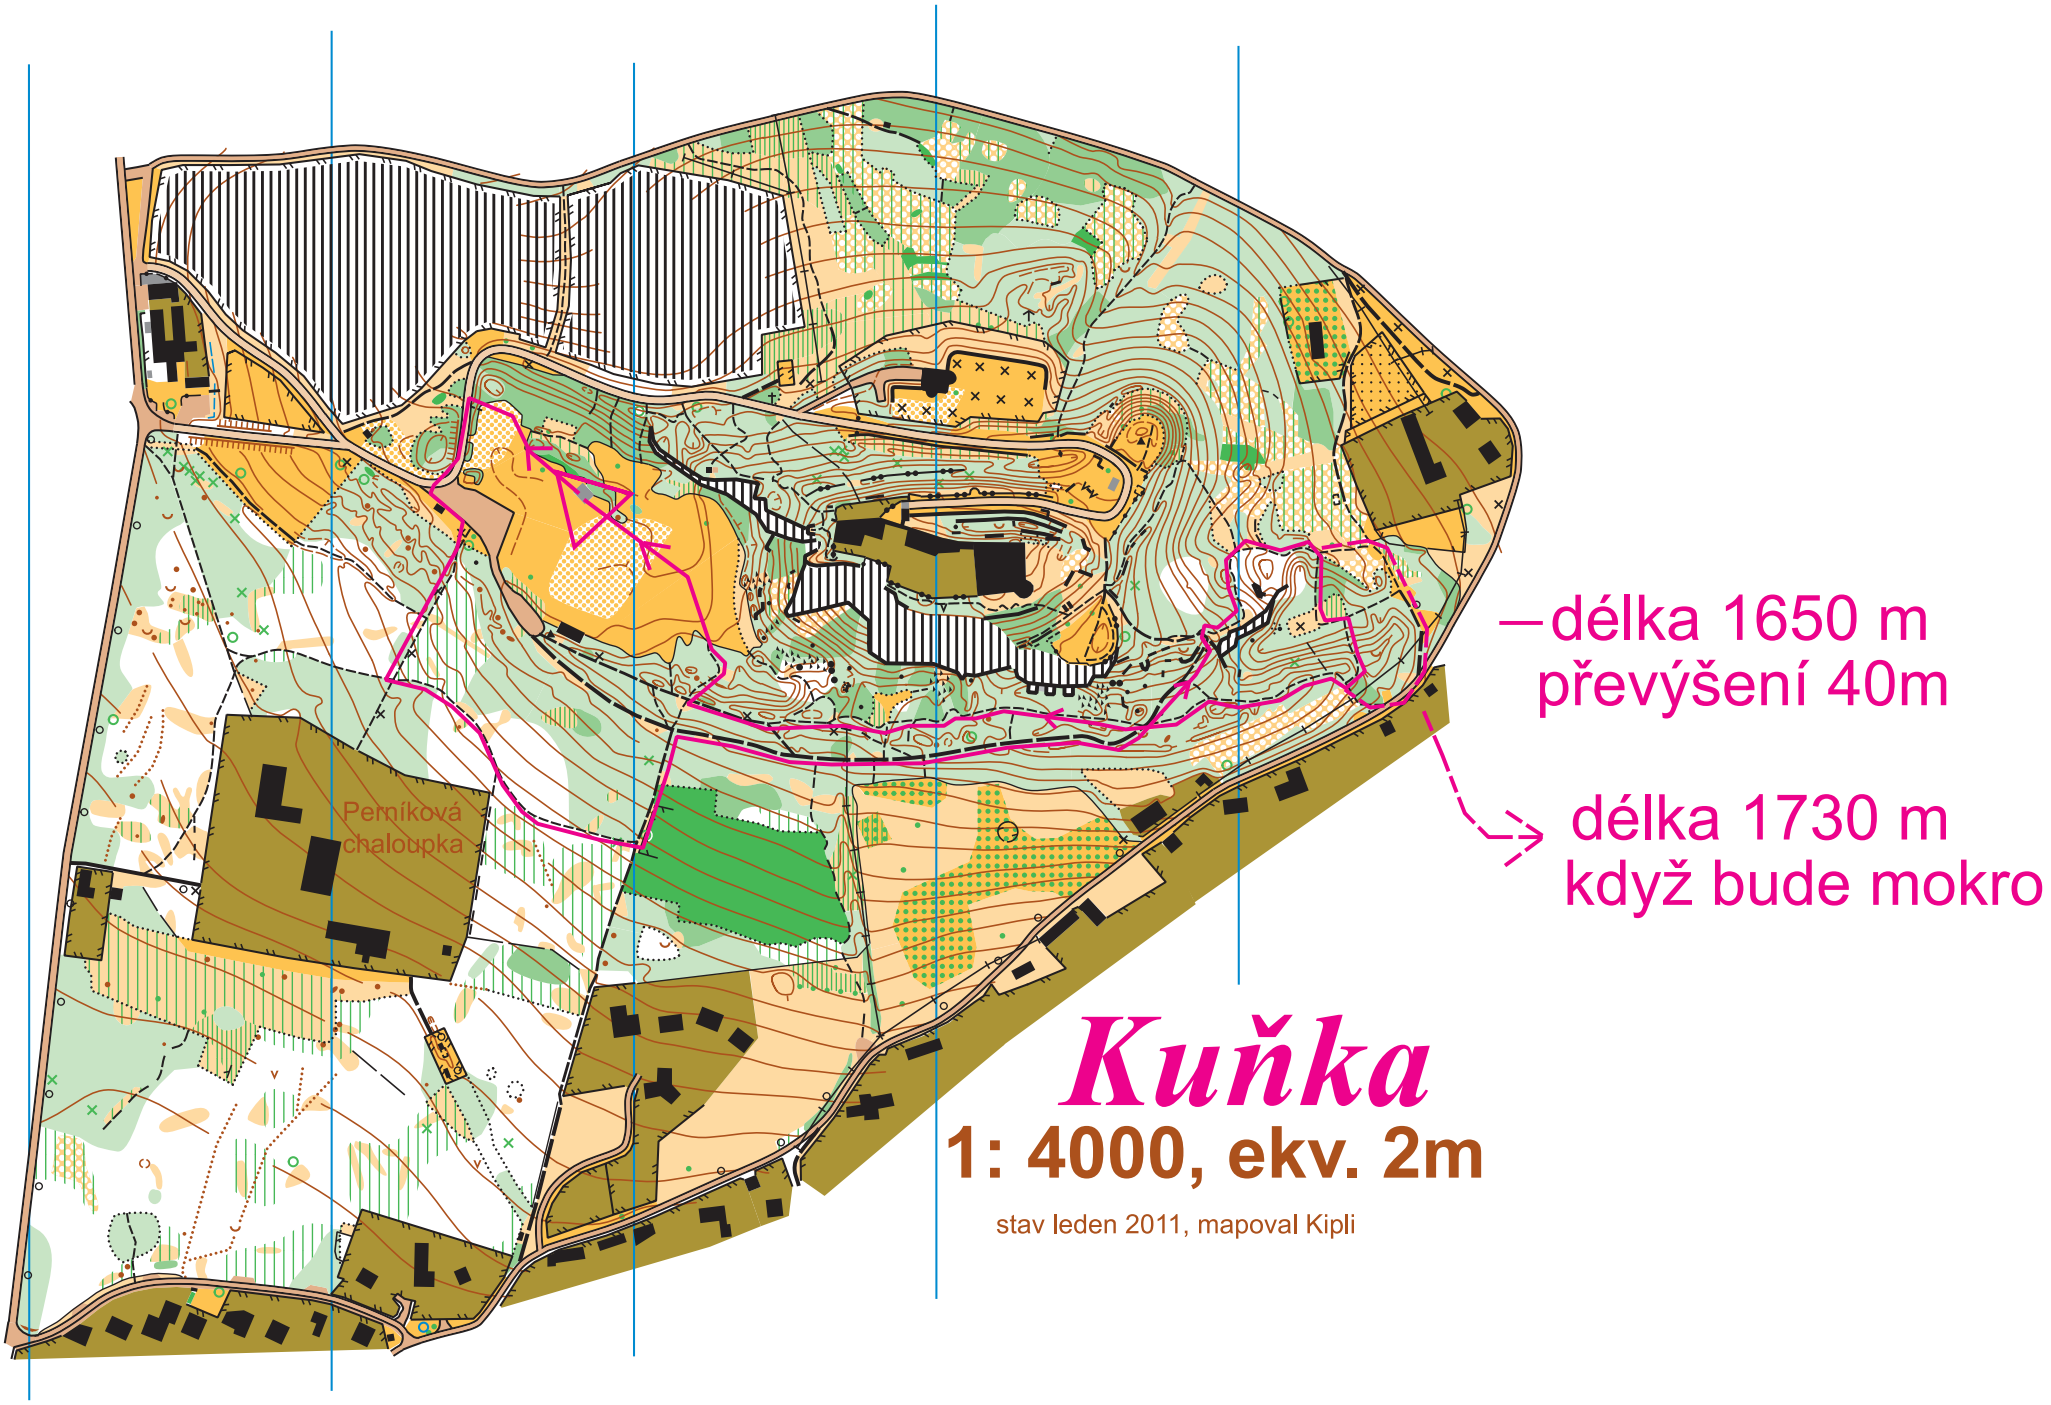 délka 1650 m
převýšení 40m
délka 1730 m
když bude mokro
Perníková
chaloupka
Kuňka
1: 4000, ekv. 2m
stav leden 2011, mapoval Kipli